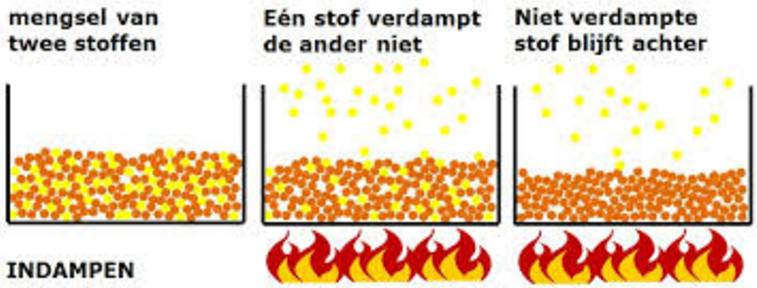 mengsel van
twee stoffen
Eén stof verdampt
de ander niet
Niet verdampte
stof blijft achter
INDAMPEN